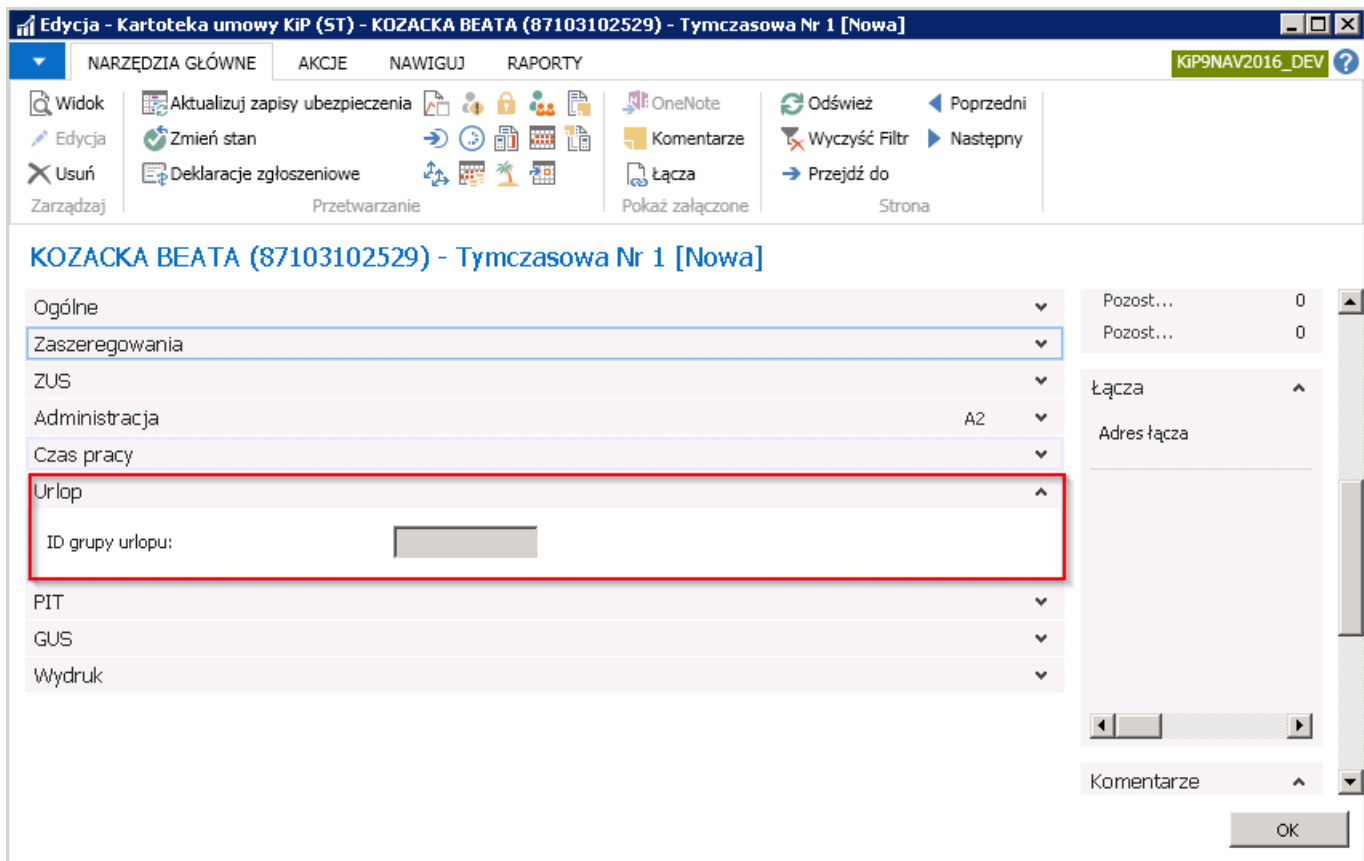 Edycja - Kartoteka umowy KiP (ST) - KOZACKA BEATA (87103102529) - Tymczasowa Nr 1 [Nowa]
NARZĘDZIA GŁÓWNE AKCJE NAWIGUJ RAPORTY KiP9NAV2016_DEV ?
Widok Aktualizuj zapisy ubezpieczenia OneNote Odśwież Poprzedni
Edycja Zmień stan Komentarze Wyczyść Filtr Następny
Usuń Deklaracje zgłoszeniowe Łącza Przejdź do
Zarządzaj Przetwarzanie Pokaż załączone Strona
KOZACKA BEATA (87103102529) - Tymczasowa Nr 1 [Nowa]
Ogólne
Pozost... 0
Zaszeregowania
Pozost... 0
ZUS
Łącza
Administracja A2
Adres łącza
Czas pracy
Urlop
ID grupy urlopu:
PIT
GUS
Wydruk
Komentarze
OK